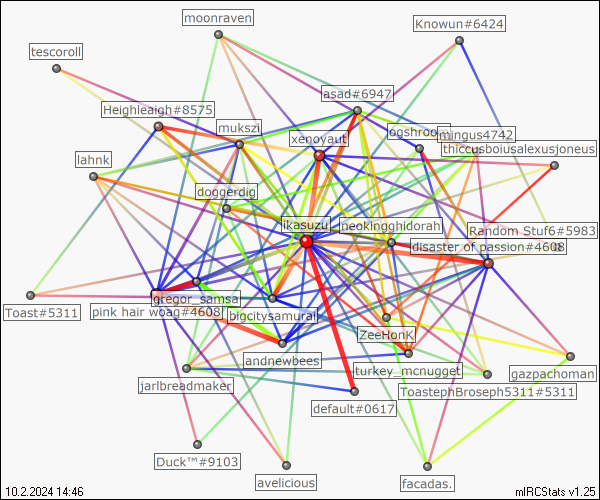 moonraven
Knowun#6424
tescoroll
asad#6947
Heighleaigh#8575
mukszi
xenoyaut
ogshroom
mingus4742_
thiccusboiusalexusjoneus
lahnk
doggerdig
ikasuzu
neokingghidorah
Random Stuf6#5983
disaster of passion#4608
gregor_samsa
Toast#5311
pink hair woag#4608
bigcitysamurai
ZeeHonK
andnewbees
turkey_mcnugget
gazpachoman
jarlbreadmaker
ToastephBroseph5311#5311
default#0617
Duck™#9103
avelicious
facadas.
10.2.2024 14:46
mIRCStats v1.25